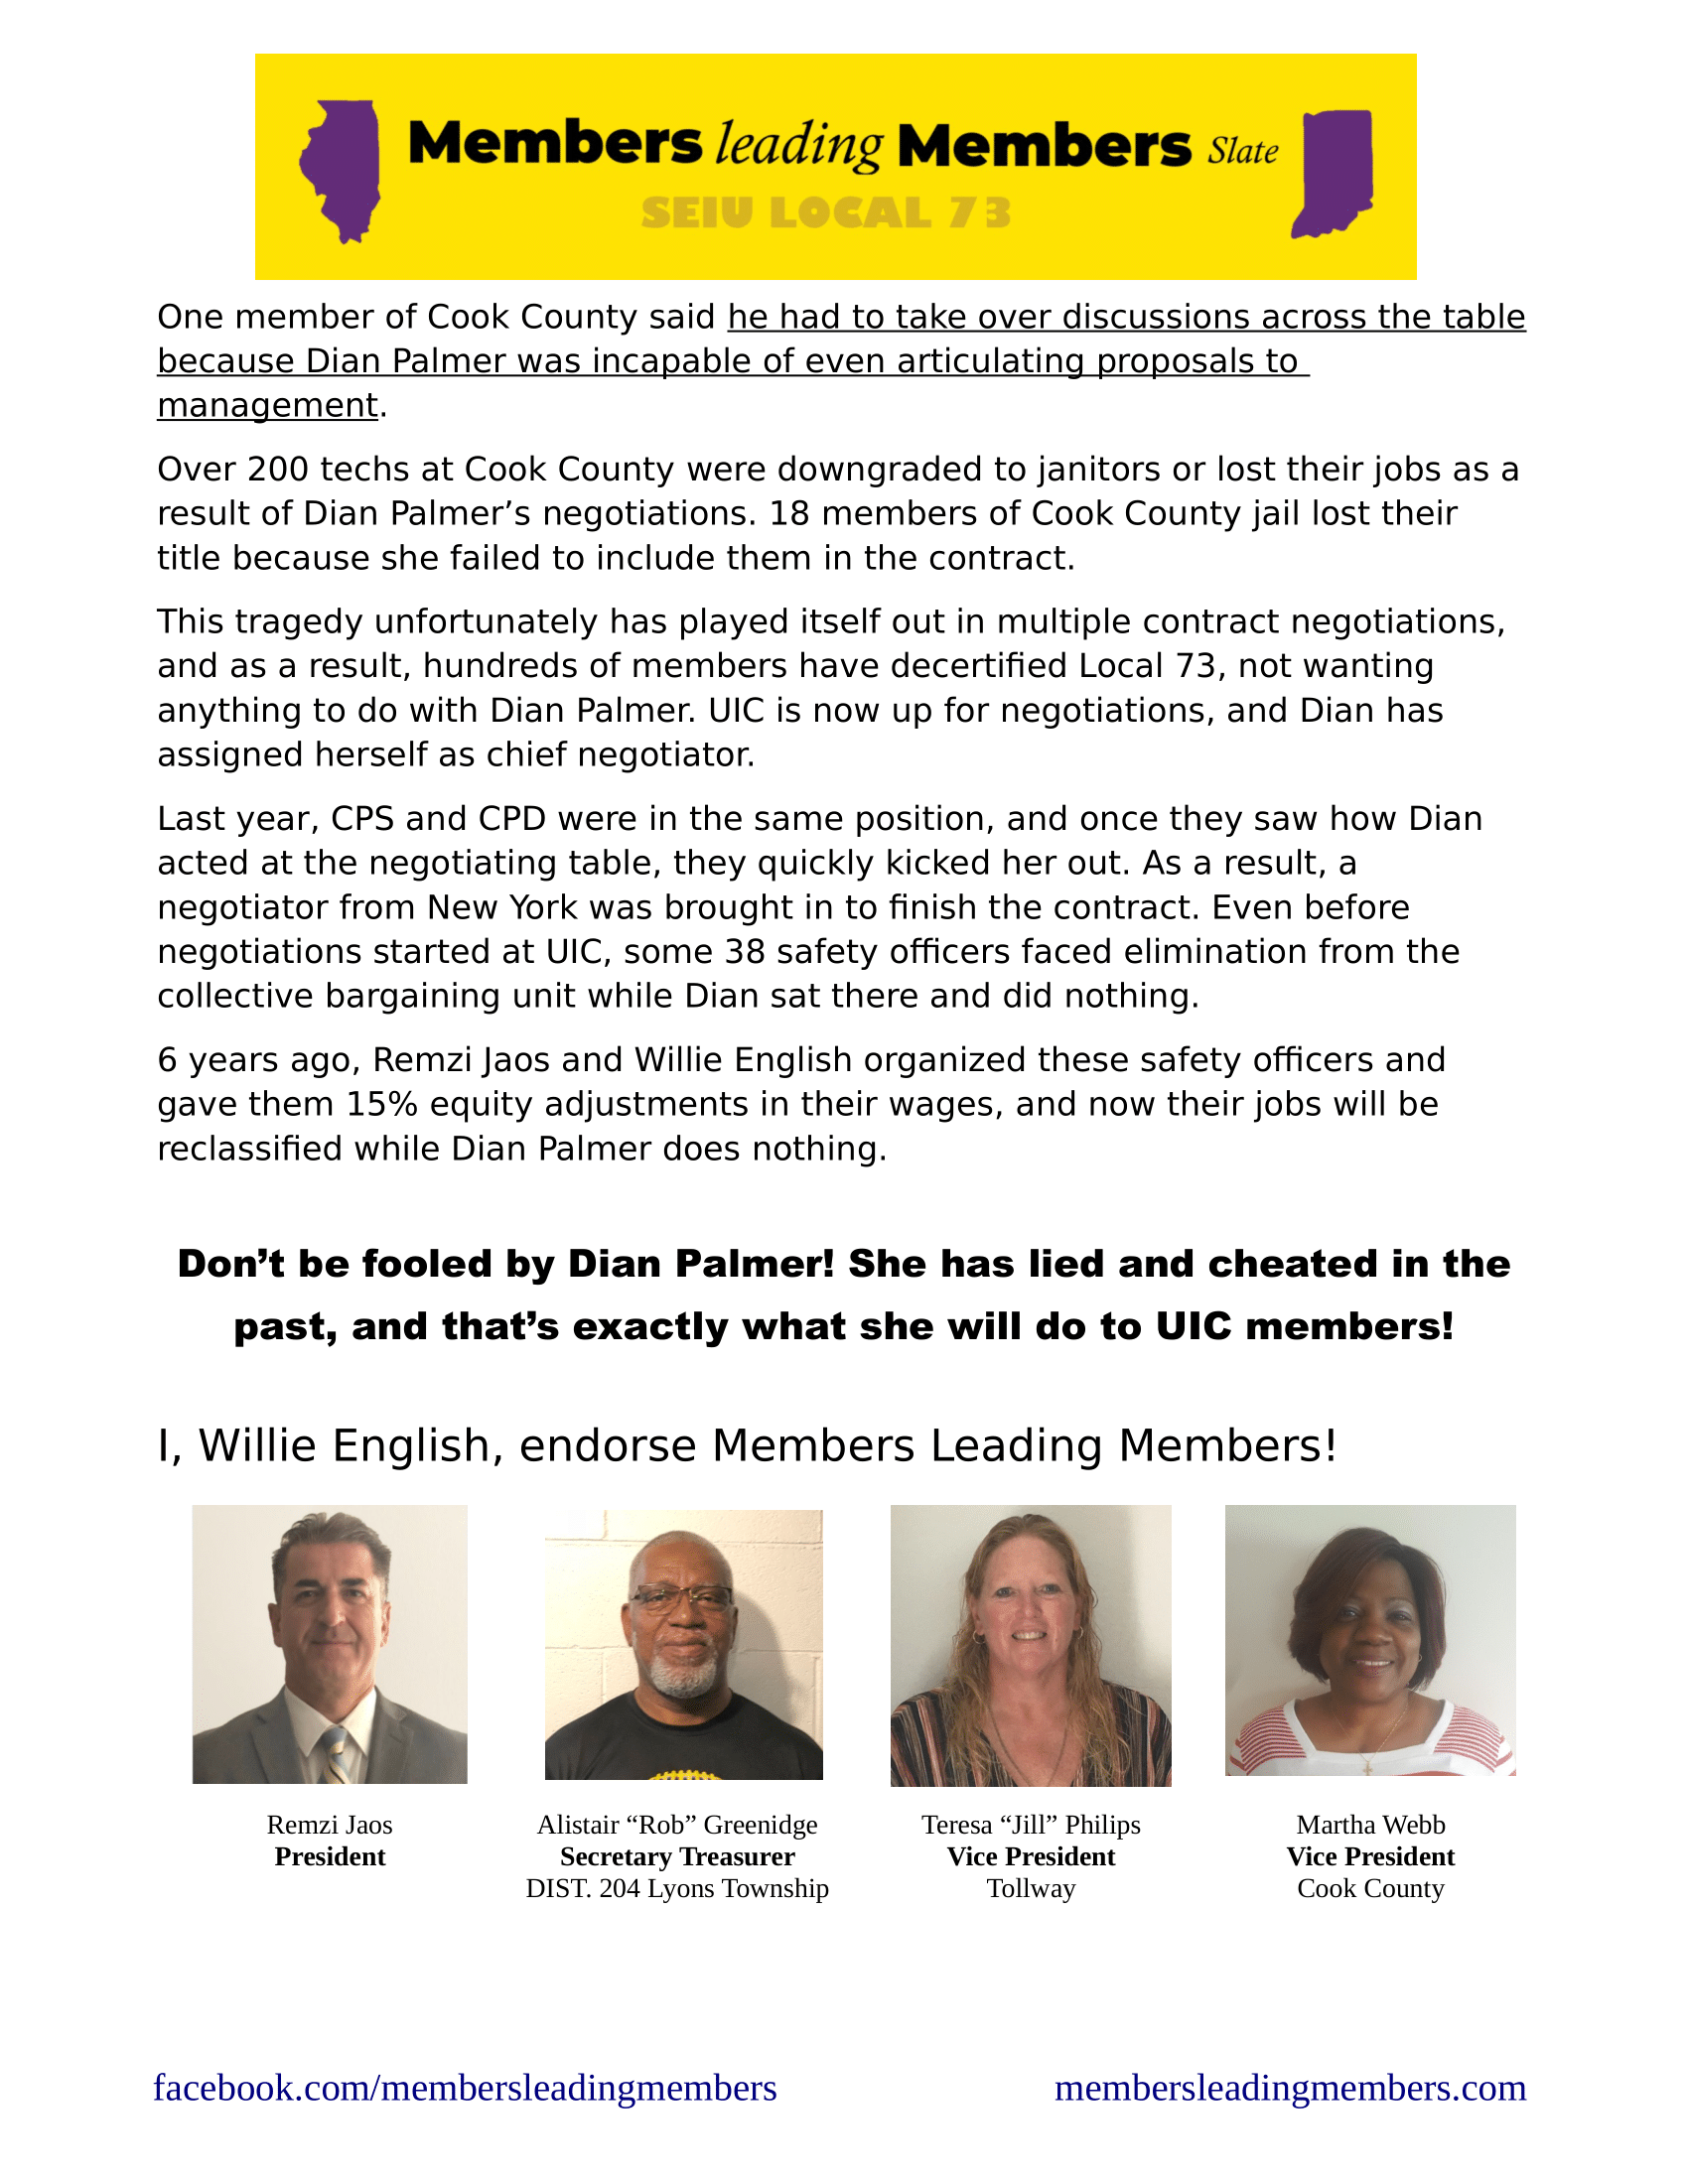 Members leading Members Slate
SEIU LOCAL 73
One member of Cook County said he had to take over discussions across the table
because Dian Palmer was incapable of even articulating proposals to
management.
Over 200 techs at Cook County were downgraded to janitors or lost their jobs as a
result of Dian Palmer’s negotiations. 18 members of Cook County jail lost their
title because she failed to include them in the contract.
This tragedy unfortunately has played itself out in multiple contract negotiations,
and as a result, hundreds of members have decertified Local 73, not wanting
anything to do with Dian Palmer. UIC is now up for negotiations, and Dian has
assigned herself as chief negotiator.
Last year, CPS and CPD were in the same position, and once they saw how Dian
acted at the negotiating table, they quickly kicked her out. As a result, a
negotiator from New York was brought in to finish the contract. Even before
negotiations started at UIC, some 38 safety officers faced elimination from the
collective bargaining unit while Dian sat there and did nothing.
6 years ago, Remzi Jaos and Willie English organized these safety officers and
gave them 15% equity adjustments in their wages, and now their jobs will be
reclassified while Dian Palmer does nothing.
Don’t be fooled by Dian Palmer! She has lied and cheated in the
past, and that’s exactly what she will do to UIC members!
I, Willie English, endorse Members Leading Members!
Remzi Jaos
President
Alistair “Rob” Greenidge
Secretary Treasurer
DIST. 204 Lyons Township
Teresa “Jill” Philips
Vice President
Tollway
Martha Webb
Vice President
Cook County
facebook.com/membersleadingmembers
membersleadingmembers.com